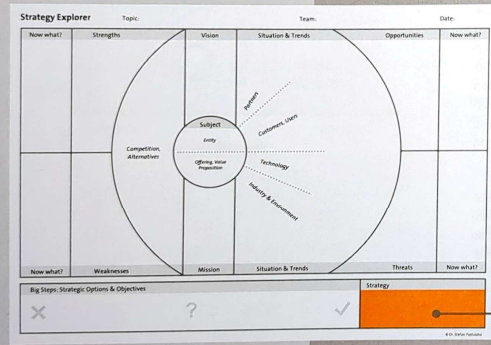 Strategy Explorer
Topic:
Team:
Date:
Now what?
Strengths
Vision
Situation & Trends
Opportunities
Now what?
Partners
Customers, Users
Subject
Entity
Competition,
Alternatives
Offering, Value
Proposition
Technology
Industry & Environment
Now what?
Weaknesses
Mission
Situation & Trends
Threats
Now what?
Big Steps: Strategic Options & Objectives
Strategy
?